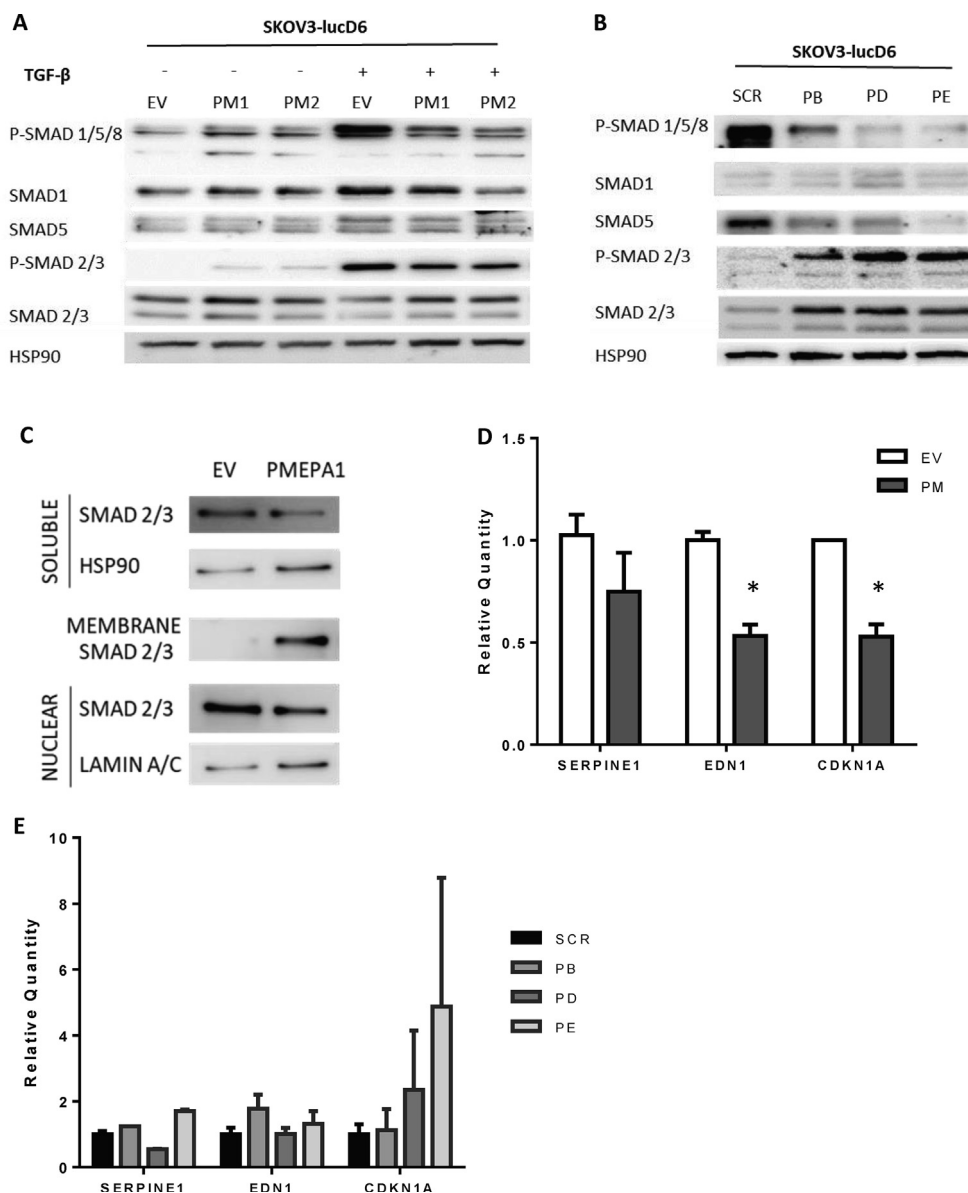 A
SKOV3-lucD6
TGF-β - - - + + +
EV PM1 PM2 EV PM1 PM2
P-SMAD 1/5/8
SMAD1
SMAD5
P-SMAD 2/3
SMAD 2/3
HSP90
B
SKOV3-lucD6
SCR PB PD PE
P-SMAD 1/5/8
SMAD1
SMAD5
P-SMAD 2/3
SMAD 2/3
HSP90
C
EV PMEPA1
SOLUBLE
SMAD 2/3
HSP90
MEMBRANE
SMAD 2/3
NUCLEAR
SMAD 2/3
LAMIN A/C
D
Relative Quantity
1.5
1.0
0.5
0.0
EV
PM
* *
SERPINE1 EDN1 CDKN1A
E
Relative Quantity
10
8
6
4
2
0
SCR
PB
PD
PE
SERPINE1 EDN1 CDKN1A